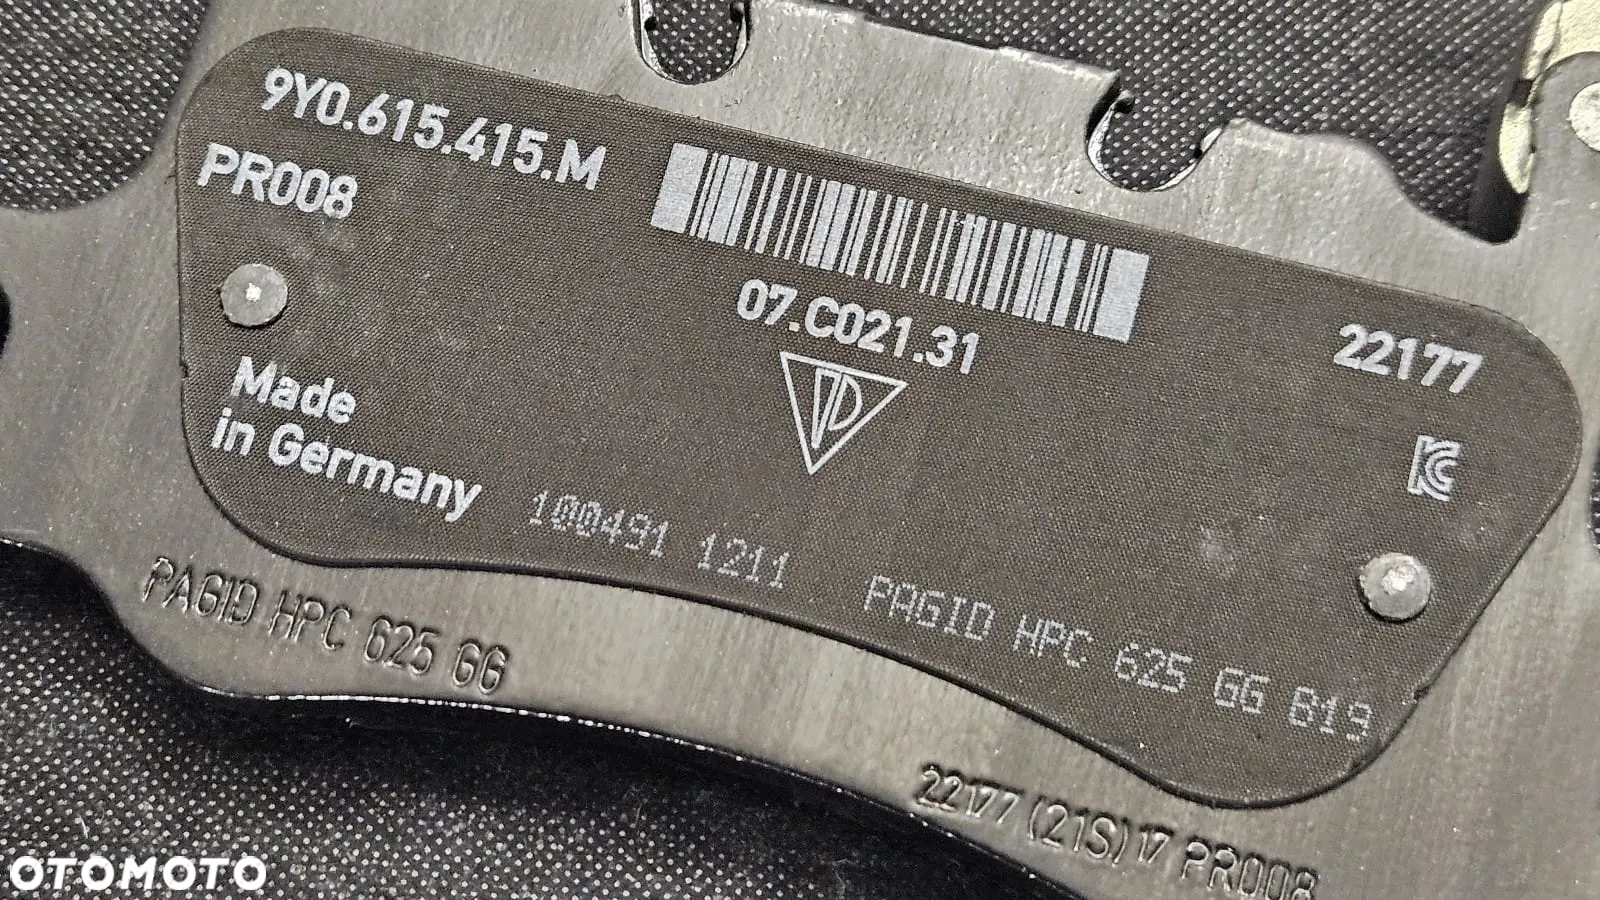 9Y0.615.415.M
PR008
07.C021.31
22177
Made
in Germany
100491 1211 PAGID HPC 625 GG 819
PAGID HPC 625 GG
22177 (21S) 17 PR008
OTOMOTO